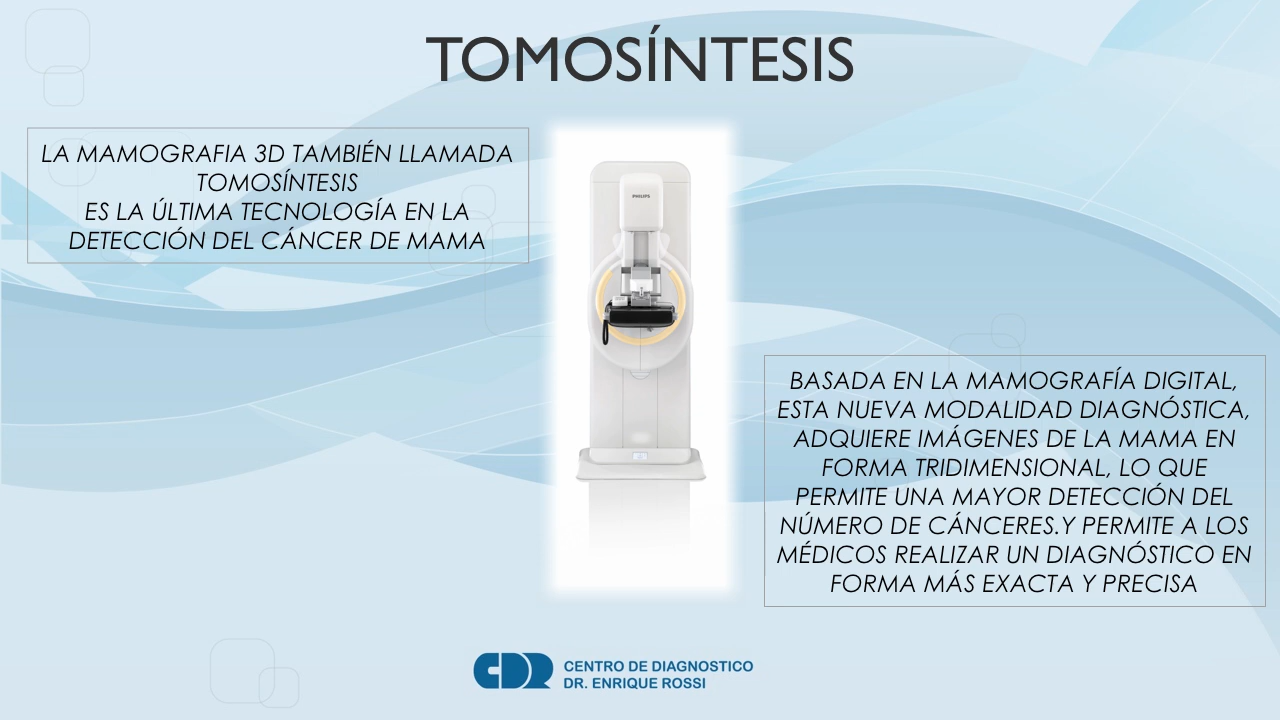 TOMOSÍNTESIS
LA MAMOGRAFIA 3D TAMBIÉN LLAMADA
TOMOSÍNTESIS
ES LA ÚLTIMA TECNOLOGÍA EN LA
DETECCIÓN DEL CÁNCER DE MAMA
PHILIPS
BASADA EN LA MAMOGRAFÍA DIGITAL,
ESTA NUEVA MODALIDAD DIAGNÓSTICA,
ADQUIERE IMÁGENES DE LA MAMA EN
FORMA TRIDIMENSIONAL, LO QUE
PERMITE UNA MAYOR DETECCIÓN DEL
NÚMERO DE CÁNCERES.Y PERMITE A LOS
MÉDICOS REALIZAR UN DIAGNÓSTICO EN
FORMA MÁS EXACTA Y PRECISA
CDR
CENTRO DE DIAGNOSTICO
DR. ENRIQUE ROSSI